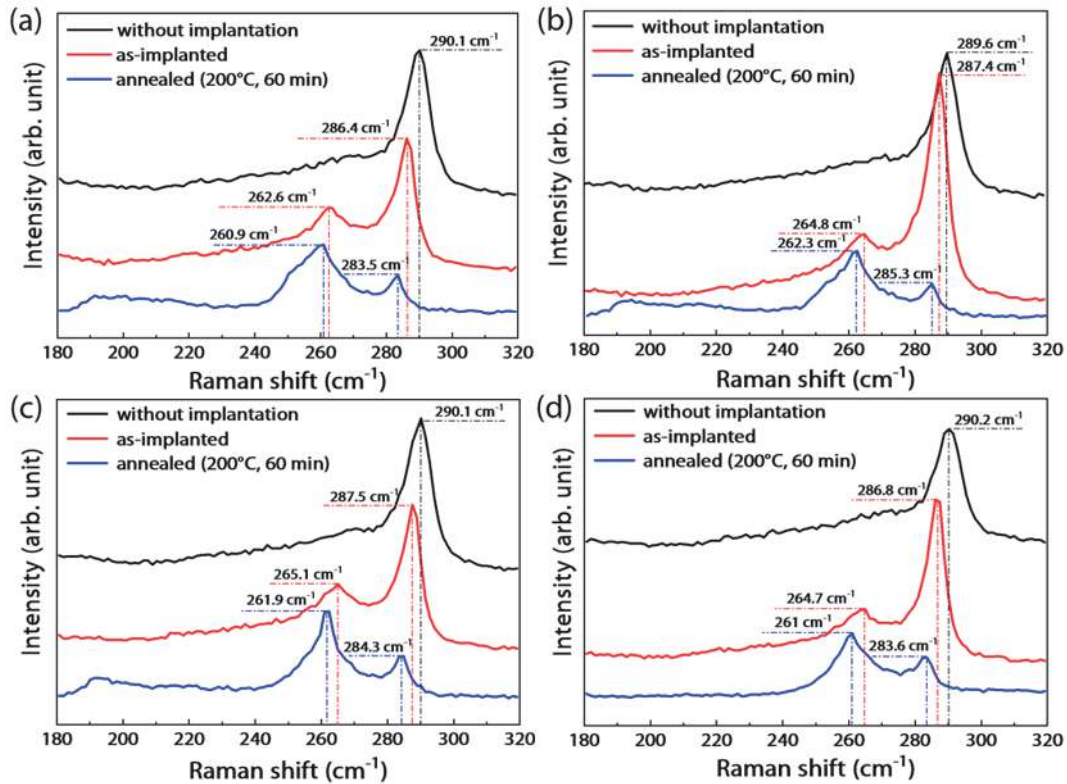 (a)
without implantation
as-implanted
annealed (200°C, 60 min)
290.1 cm⁻¹
286.4 cm⁻¹
262.6 cm⁻¹
260.9 cm⁻¹
283.5 cm⁻¹
Intensity (arb. unit)
180 200 220 240 260 280 300 320
Raman shift (cm⁻¹)
(b)
without implantation
as-implanted
annealed (200°C, 60 min)
289.6 cm⁻¹
287.4 cm⁻¹
264.8 cm⁻¹
262.3 cm⁻¹
285.3 cm⁻¹
Intensity (arb. unit)
180 200 220 240 260 280 300 320
Raman shift (cm⁻¹)
(c)
without implantation
as-implanted
annealed (200°C, 60 min)
290.1 cm⁻¹
287.5 cm⁻¹
265.1 cm⁻¹
261.9 cm⁻¹
284.3 cm⁻¹
Intensity (arb. unit)
180 200 220 240 260 280 300 320
Raman shift (cm⁻¹)
(d)
without implantation
as-implanted
annealed (200°C, 60 min)
290.2 cm⁻¹
286.8 cm⁻¹
264.7 cm⁻¹
261 cm⁻¹
283.6 cm⁻¹
Intensity (arb. unit)
180 200 220 240 260 280 300 320
Raman shift (cm⁻¹)